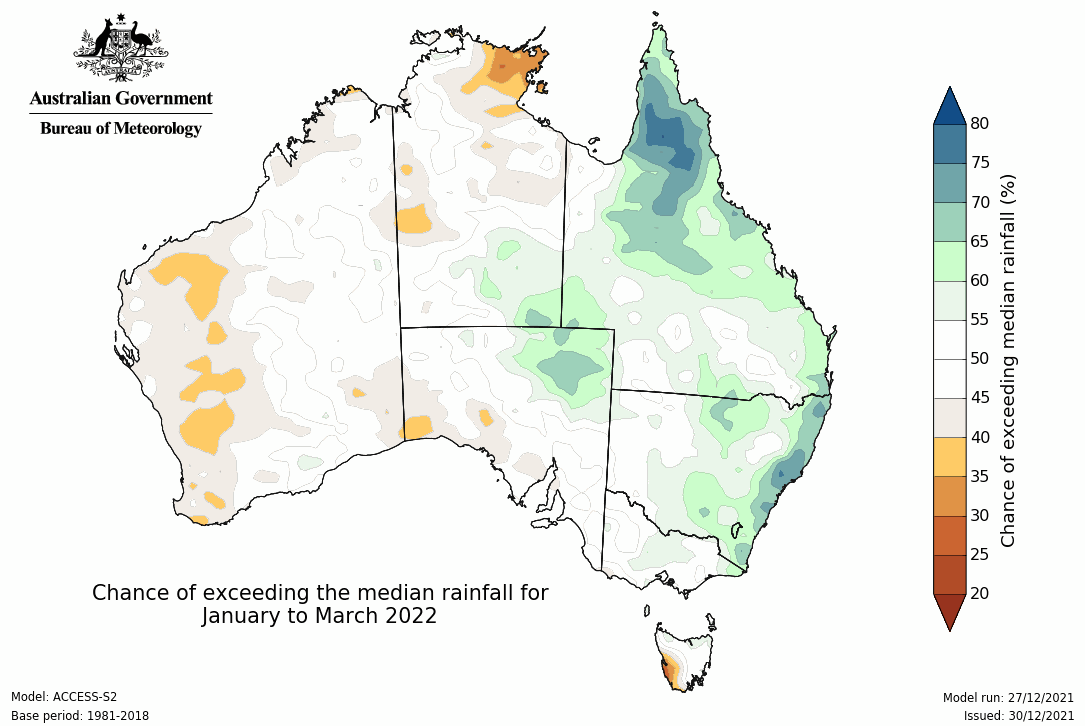 Australian Government
Bureau of Meteorology
80
75
70
65
60
55
50
45
40
35
30
25
20
Chance of exceeding median rainfall (%)
Chance of exceeding the median rainfall for
January to March 2022
Model: ACCESS-S2
Base period: 1981-2018
Model run: 27/12/2021
Issued: 30/12/2021